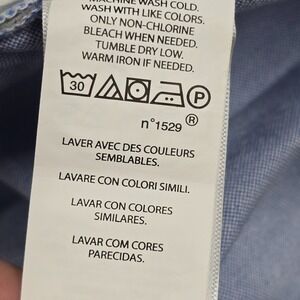 MACHINE WASH COLD.
WASH WITH LIKE COLORS.
ONLY NON-CHLORINE
BLEACH WHEN NEEDED.
TUMBLE DRY LOW.
WARM IRON IF NEEDED.
30 P
®
n°1529
LAVER AVEC DES COULEURS
SEMBLABLES.
LAVARE CON COLORI SIMILI.
LAVAR CON COLORES
SIMILARES.
LAVAR COM CORES
PARECIDAS.